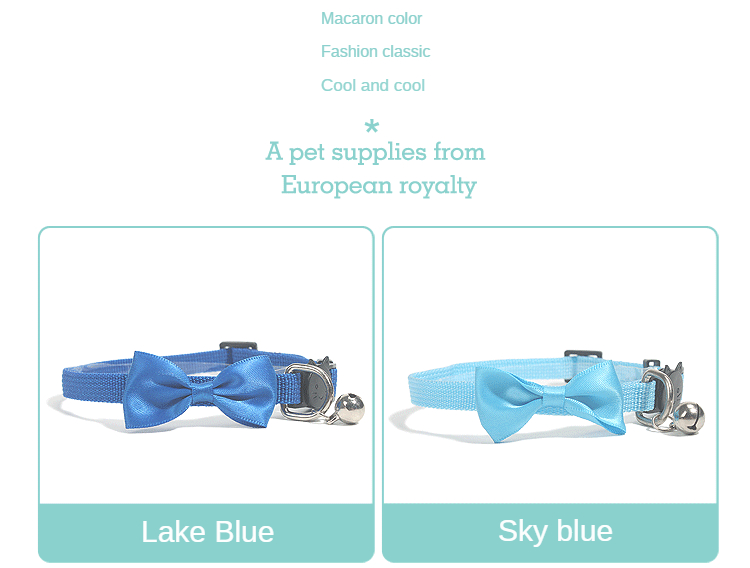 Macaron color
Fashion classic
Cool and cool
*
A pet supplies from
European royalty
Lake Blue
Sky blue